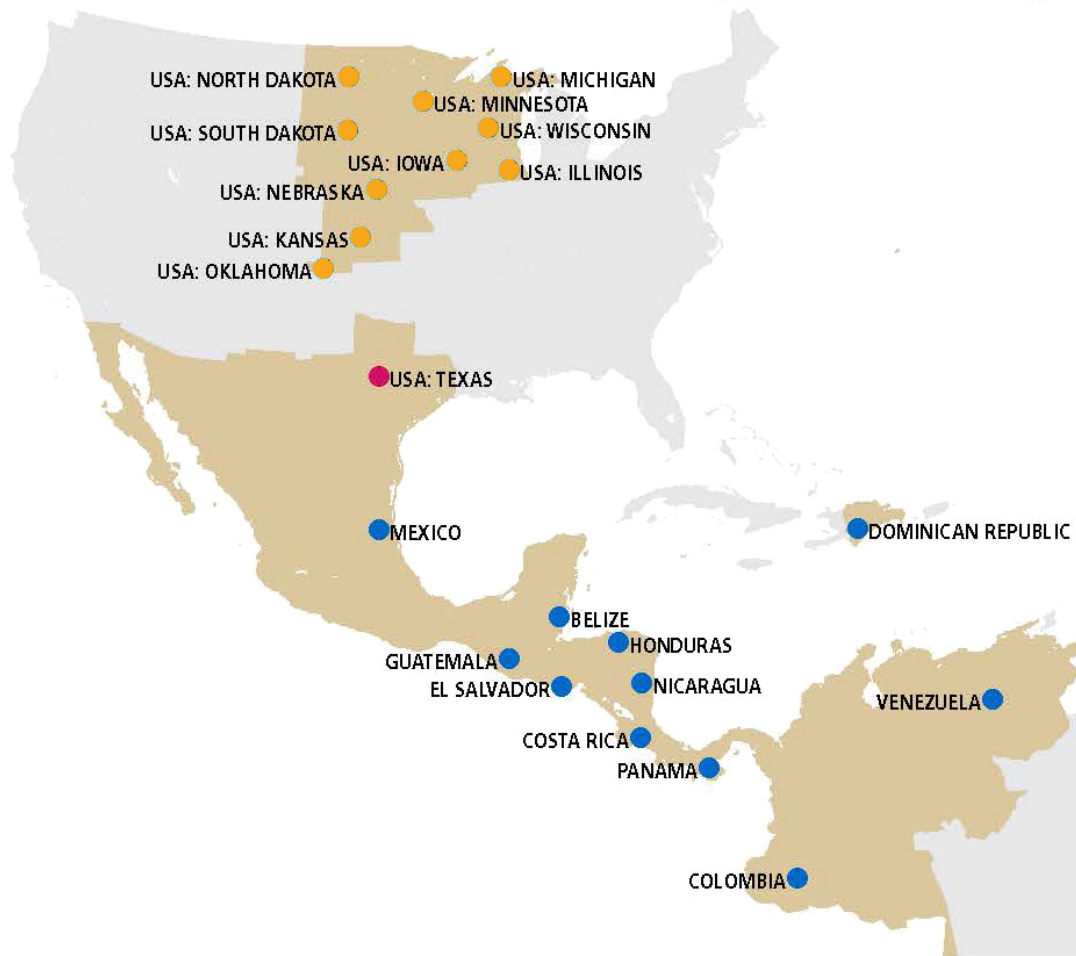 USA: NORTH DAKOTA
USA: MICHIGAN
USA: MINNESOTA
USA: SOUTH DAKOTA
USA: WISCONSIN
USA: IOWA
USA: ILLINOIS
USA: NEBRASKA
USA: KANSAS
USA: OKLAHOMA
USA: TEXAS
MEXICO
DOMINICAN REPUBLIC
BELIZE
HONDURAS
GUATEMALA
EL SALVADOR
NICARAGUA
VENEZUELA
COSTA RICA
PANAMA
COLOMBIA